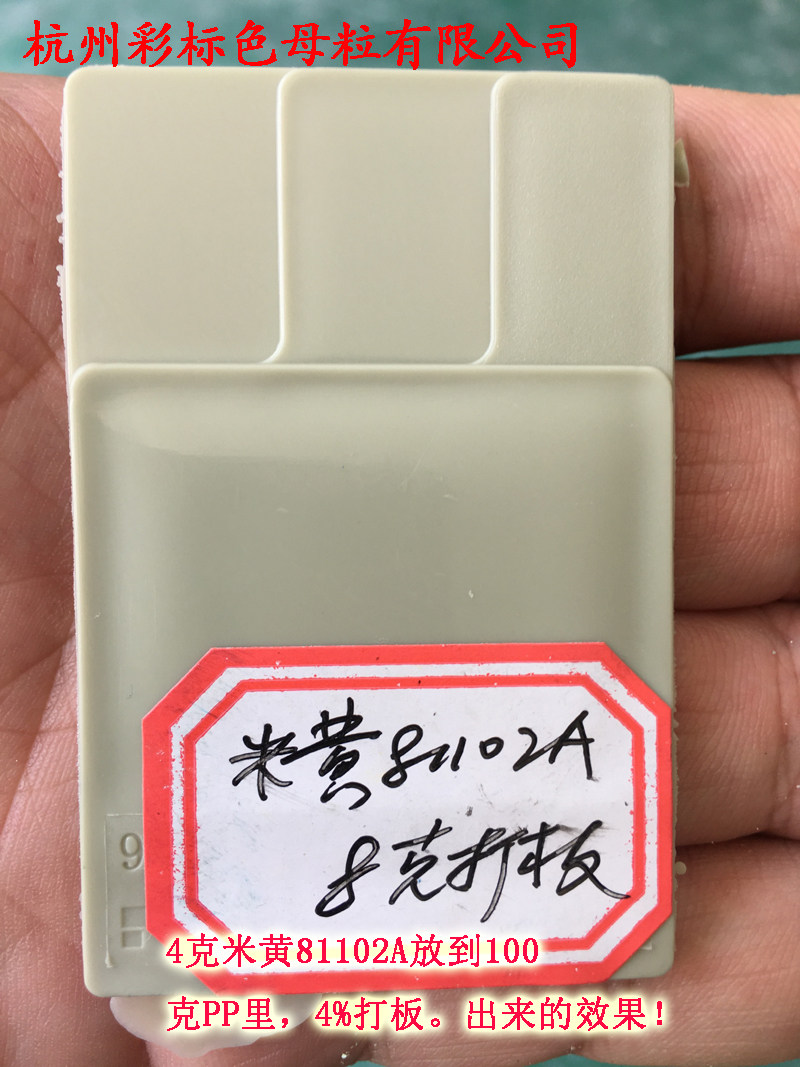 杭州彩标色母粒有限公司
米黄81102A
8克打板
9
4克米黄81102A放到100
克PP里，4%打板。出来的效果！